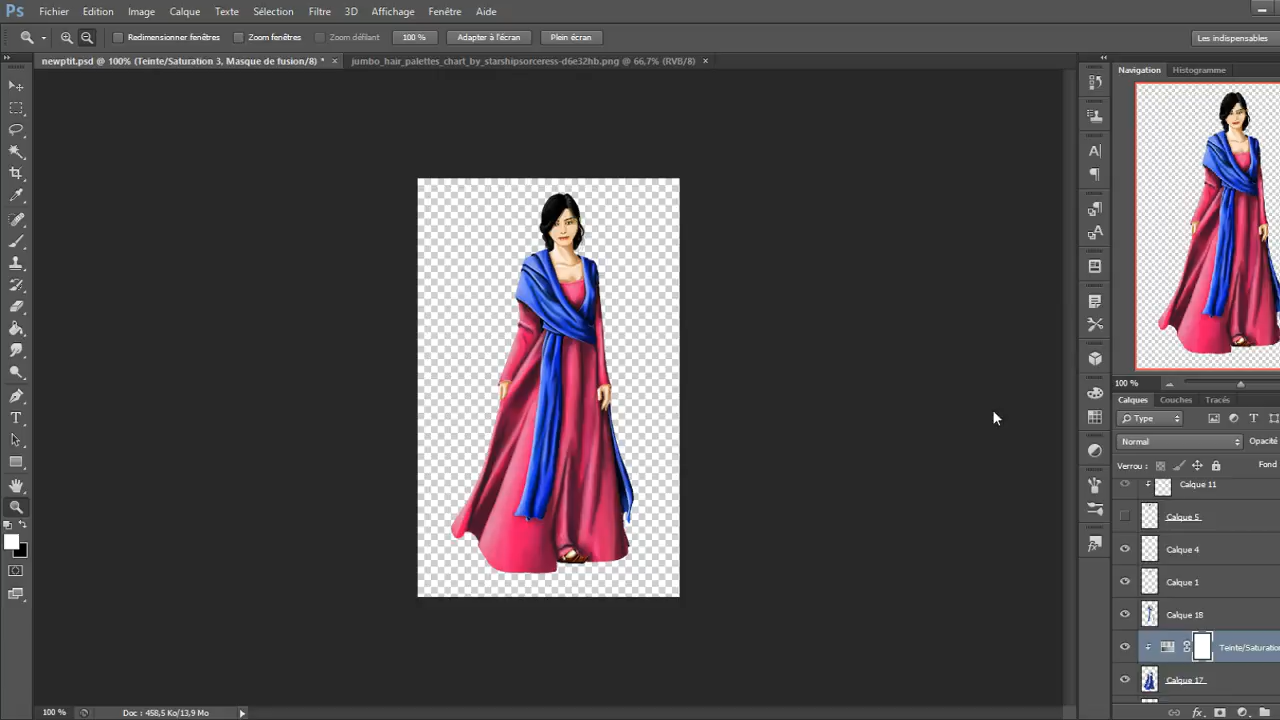 Ps Fichier Edition Image Calque Texte Sélection Filtre 3D Affichage Fenêtre Aide
Redimensionner fenêtres Zoom fenêtres Zoom défilant 100 % Adapter à l'écran Plein écran Les indispensables
newptit.psd @ 100% (Teinte/Saturation 3, Masque de fusion/8) * × jumbo_hair_palettes_chart_by_starshipsorceress-d6e32hb.png @ 66,7% (RVB/8) ×
Navigation Histogramme
100 %
Calques Couches Tracés
Type
Normal Opacité
Verrou : Fond
Calque 11
Calque 5
Calque 4
Calque 1
Calque 18
Teinte/Saturation
Calque 17
100 % Doc : 458,5 Ko/13,9 Mo